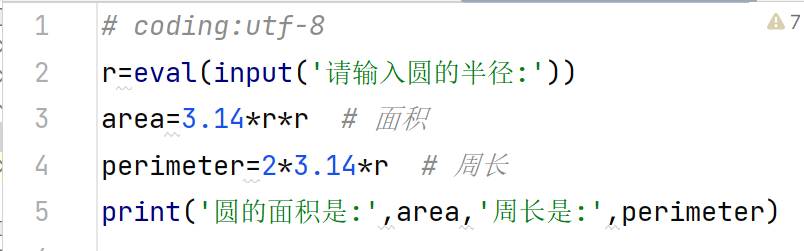 1 # coding:utf-8 7
2 r=eval(input('请输入圆的半径:'))
3 area=3.14*r*r  # 面积
4 perimeter=2*3.14*r  # 周长
5 print('圆的面积是:',area,'周长是:',perimeter)